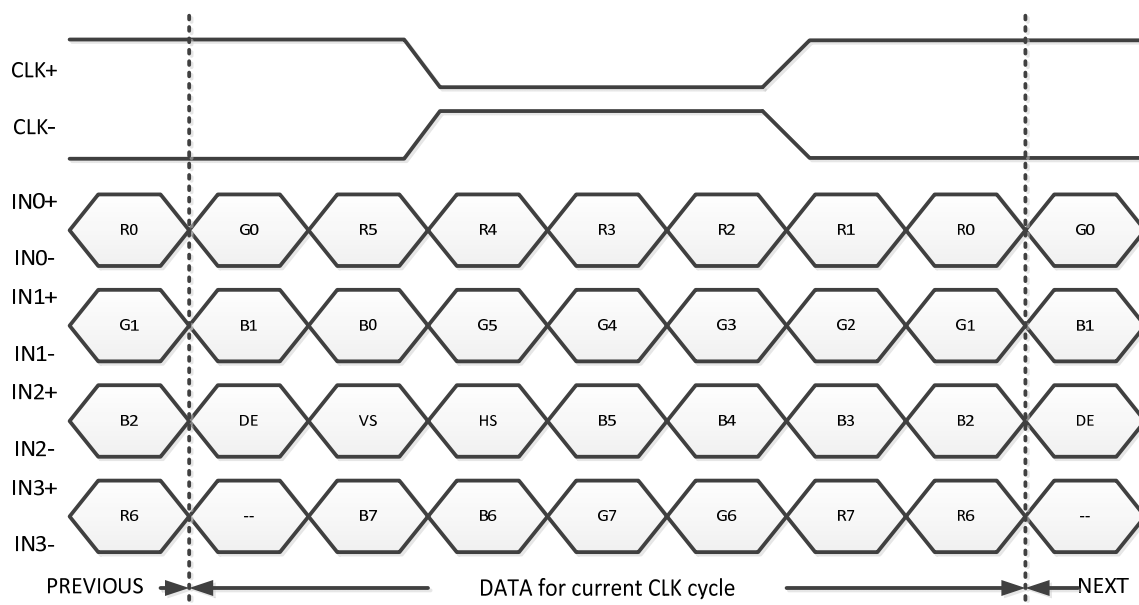 CLK+
CLK-
IN0+
R0 G0 R5 R4 R3 R2 R1 R0 G0
IN0-
IN1+
G1 B1 B0 G5 G4 G3 G2 G1 B1
IN1-
IN2+
B2 DE VS HS B5 B4 B3 B2 DE
IN2-
IN3+
R6 -- B7 B6 G7 G6 R7 R6 --
IN3-
PREVIOUS DATA for current CLK cycle NEXT